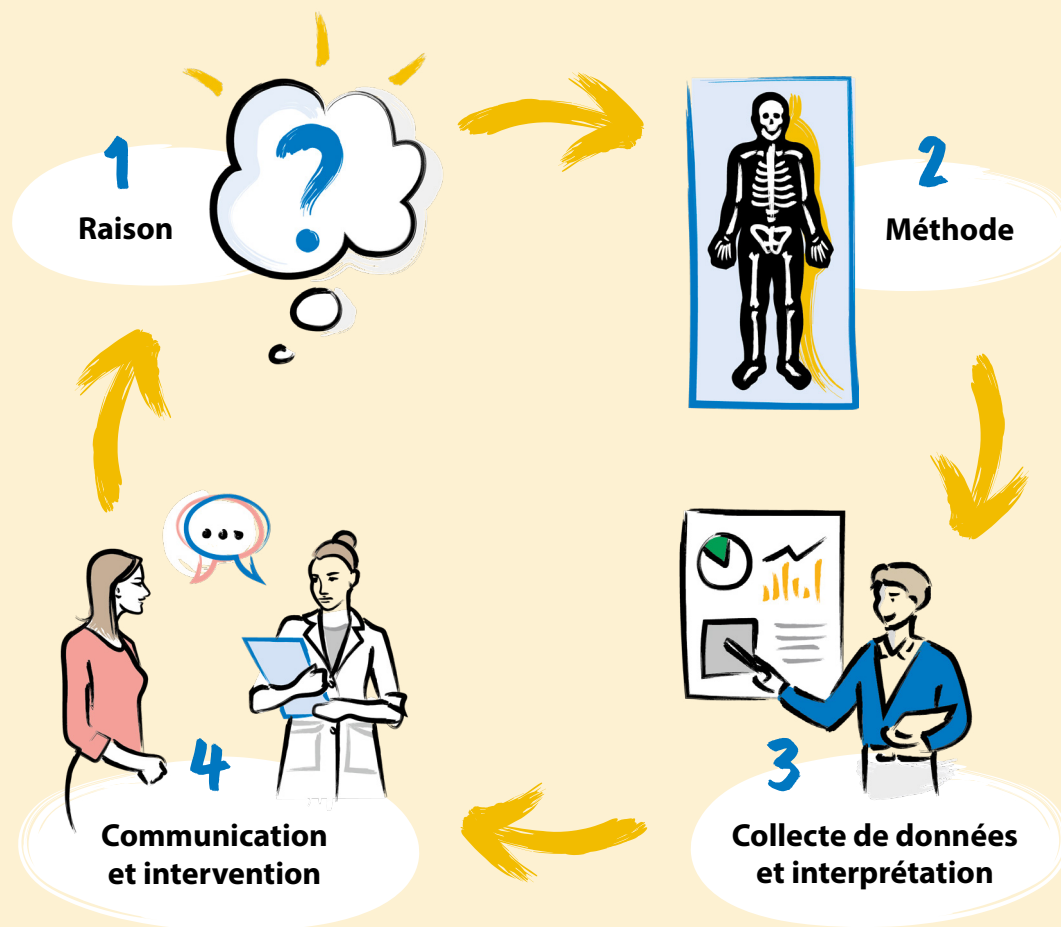 1
Raison
?
2
Méthode
3
Collecte de données
et interprétation
4
Communication
et intervention